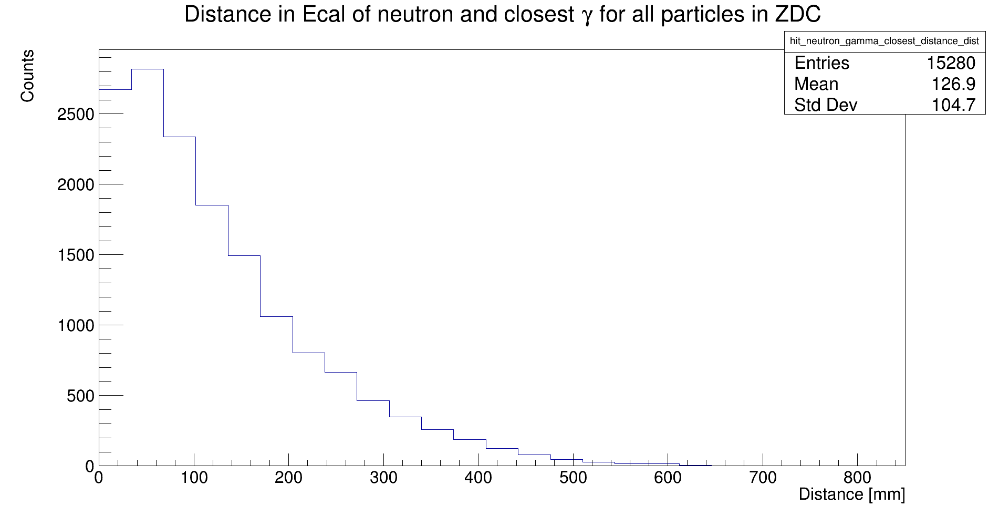 Distance in Ecal of neutron and closest γ for all particles in ZDC
hit_neutron_gamma_closest_distance_dist
Entries 15280
Mean 126.9
Std Dev 104.7
Counts
2500
2000
1500
1000
500
0
0 100 200 300 400 500 600 700 800
Distance [mm]